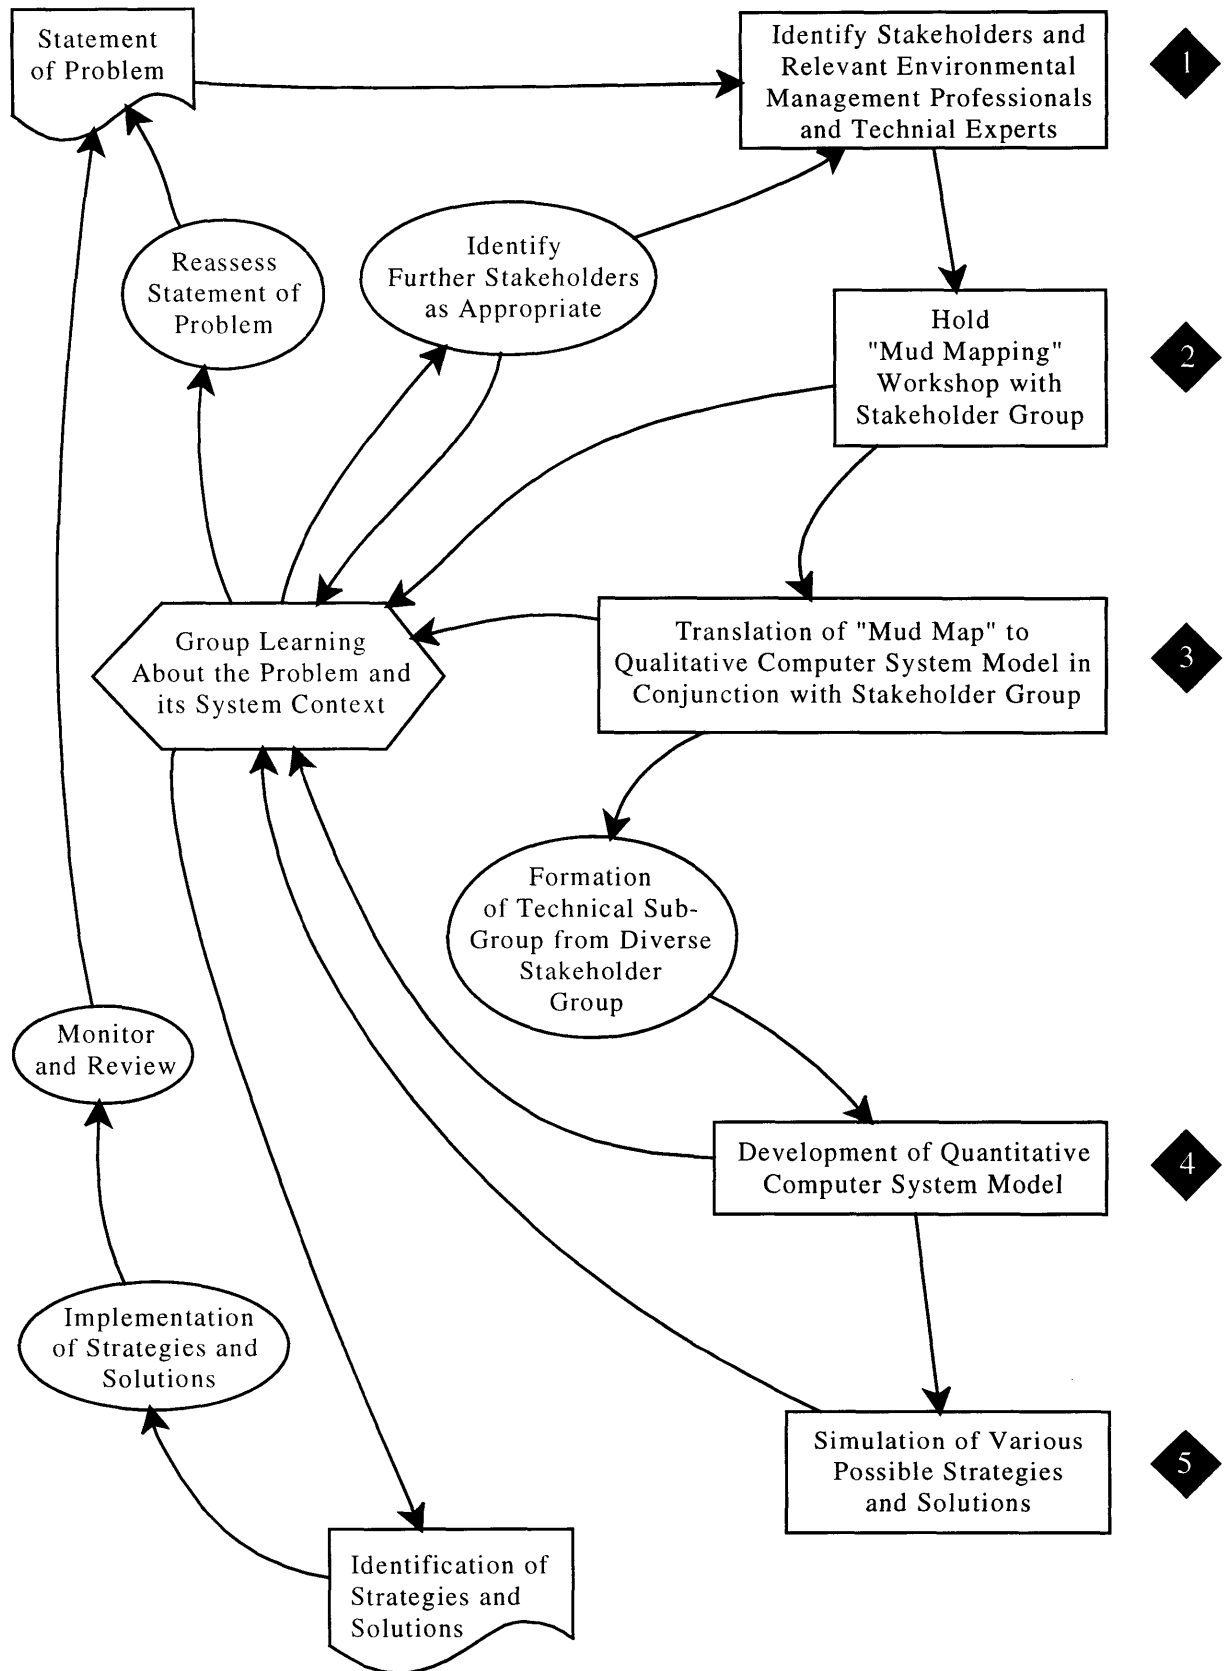 Statement
of Problem
Identify Stakeholders and
Relevant Environmental
Management Professionals
and Technial Experts
1
Reassess
Statement of
Problem
Identify
Further Stakeholders
as Appropriate
Hold
"Mud Mapping"
Workshop with
Stakeholder Group
2
Group Learning
About the Problem and
its System Context
Translation of "Mud Map" to
Qualitative Computer System Model in
Conjunction with Stakeholder Group
3
Formation
of Technical Sub-
Group from Diverse
Stakeholder
Group
Monitor
and Review
Development of Quantitative
Computer System Model
4
Implementation
of Strategies and
Solutions
Simulation of Various
Possible Strategies
and Solutions
5
Identification of
Strategies and
Solutions